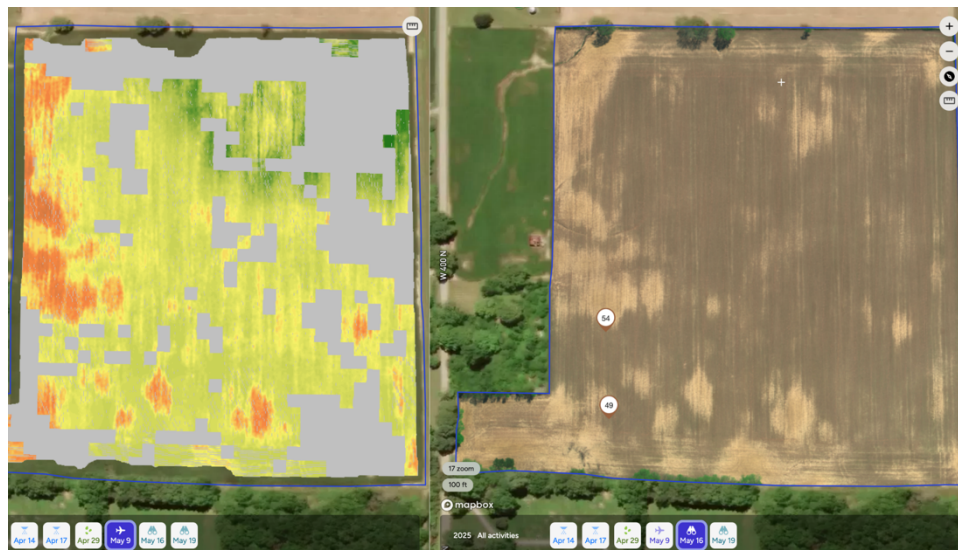 W 400 N
54
49
17 zoom
100 ft
mapbox
Apr 14 Apr 17 Apr 29 May 9 May 16 May 19
2025 All activities
Apr 14 Apr 17 Apr 29 May 9 May 16 May 19